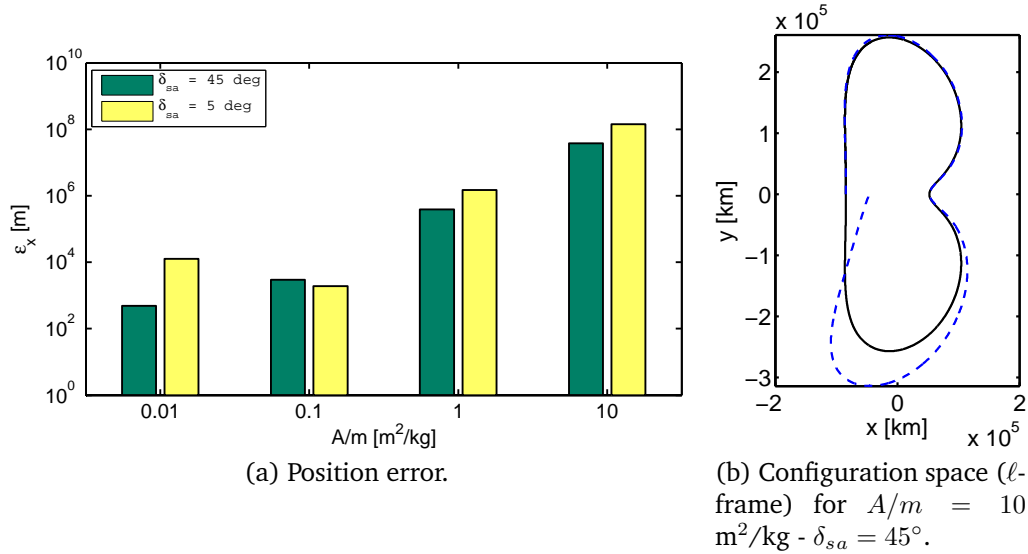 10^10
10^8
10^6
10^4
10^2
10^0
ε_x [m]
δ_sa = 45 deg
δ_sa = 5 deg
0.01
0.1
1
10
A/m [m²/kg]
(a) Position error.
x 10^5
2
1
0
−1
−2
−3
y [km]
−2
0
2
x [km]
x 10^5
(b) Configuration space (ℓ-
frame) for A/m = 10
m²/kg - δ_sa = 45°.